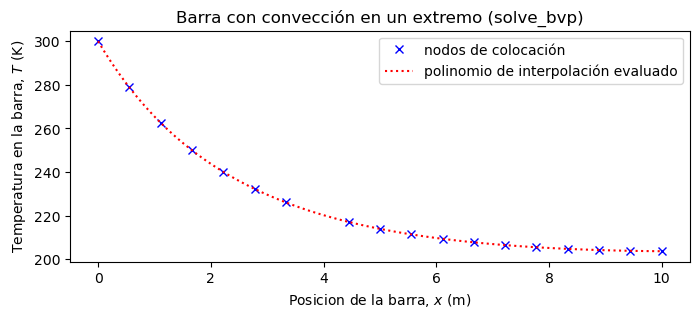 Barra con convección en un extremo (solve_bvp)
nodos de colocación
polinomio de interpolación evaluado
Temperatura en la barra, T (K)
300
280
260
240
220
200
0
2
4
6
8
10
Posicion de la barra, x (m)